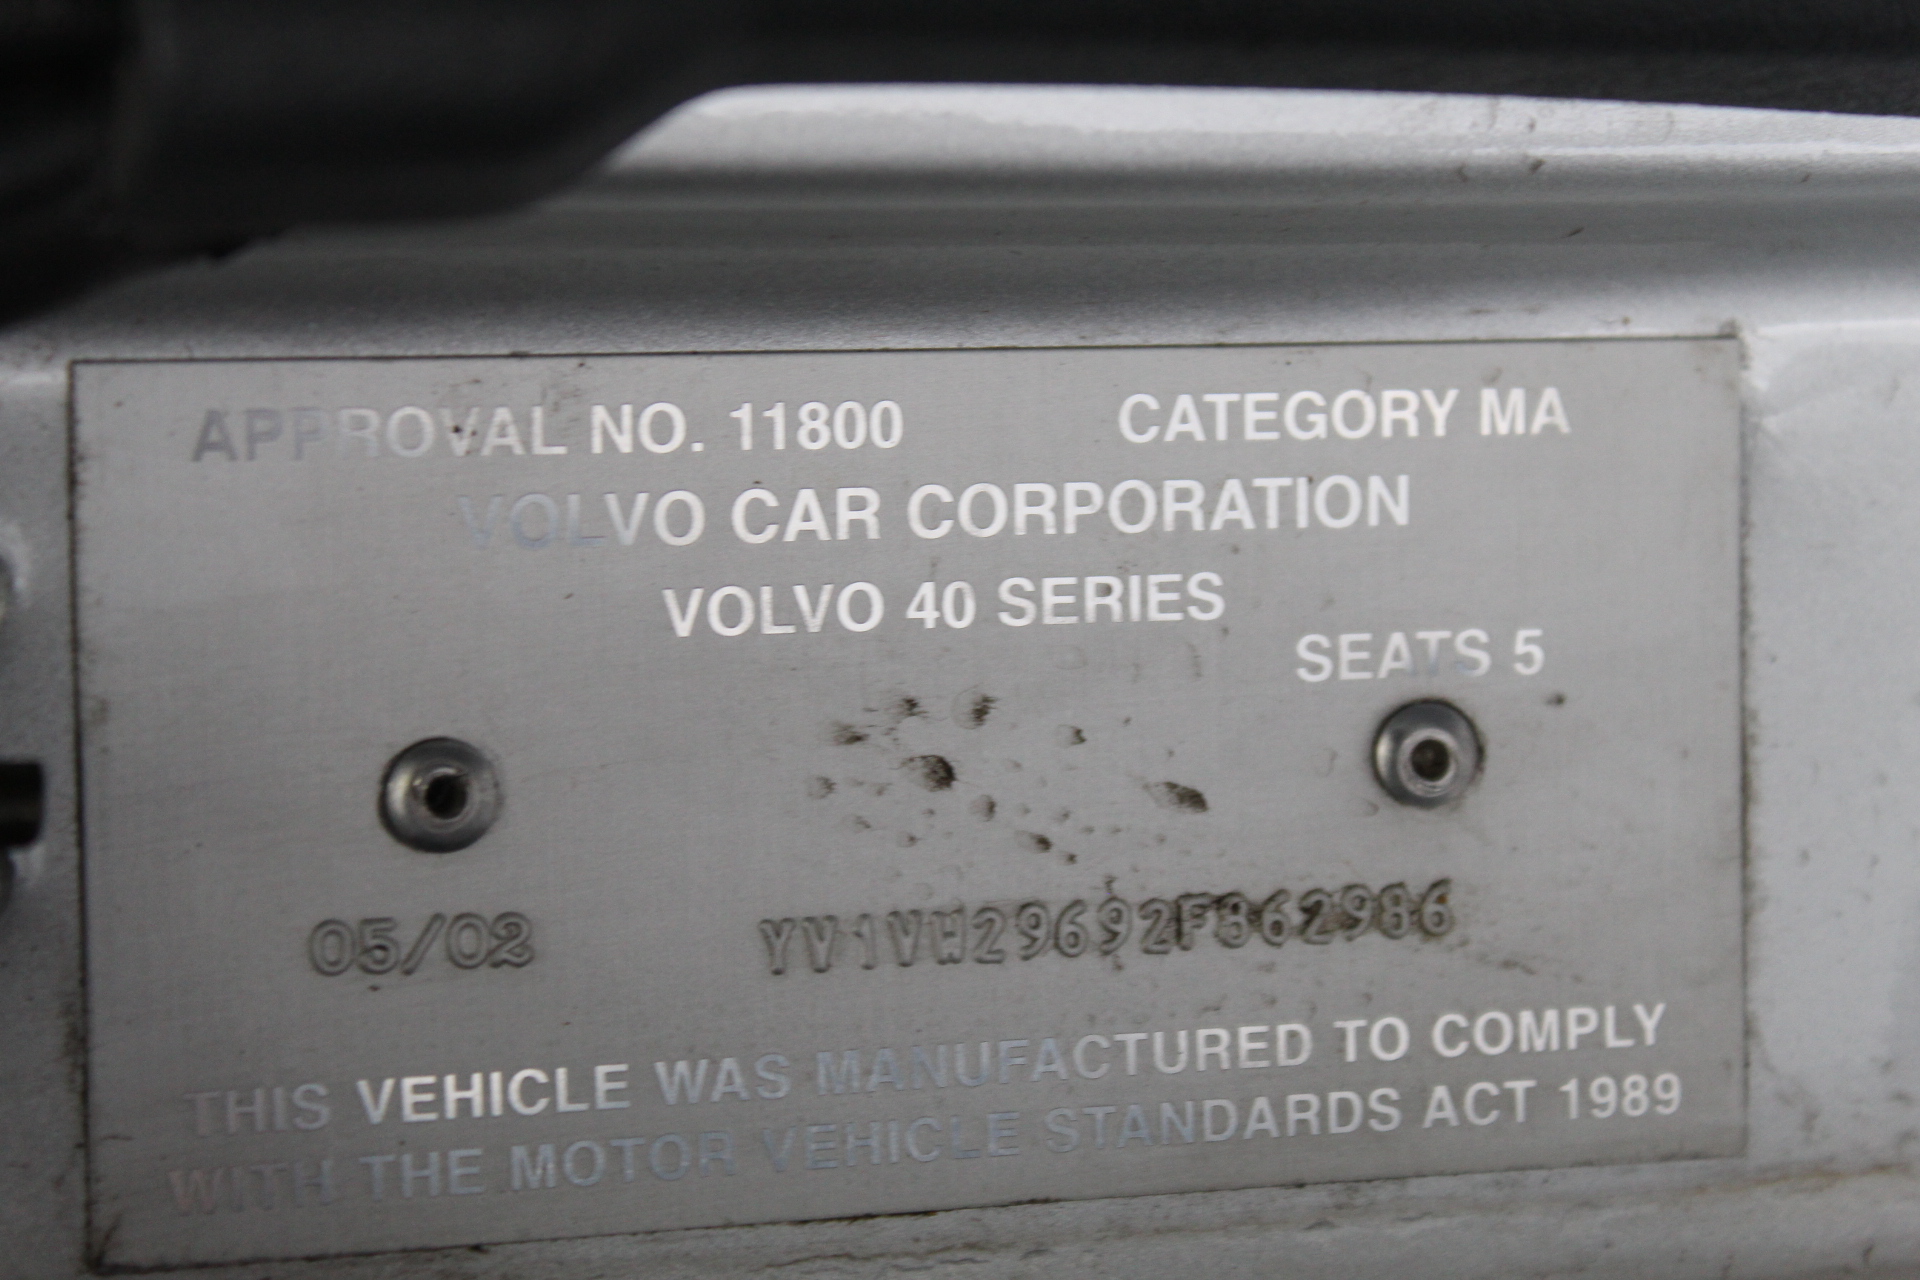 APPROVAL NO. 11800 CATEGORY MA
VOLVO CAR CORPORATION
VOLVO 40 SERIES
SEATS 5
05/02 YV1VW29692F862986
THIS VEHICLE WAS MANUFACTURED TO COMPLY
WITH THE MOTOR VEHICLE STANDARDS ACT 1989